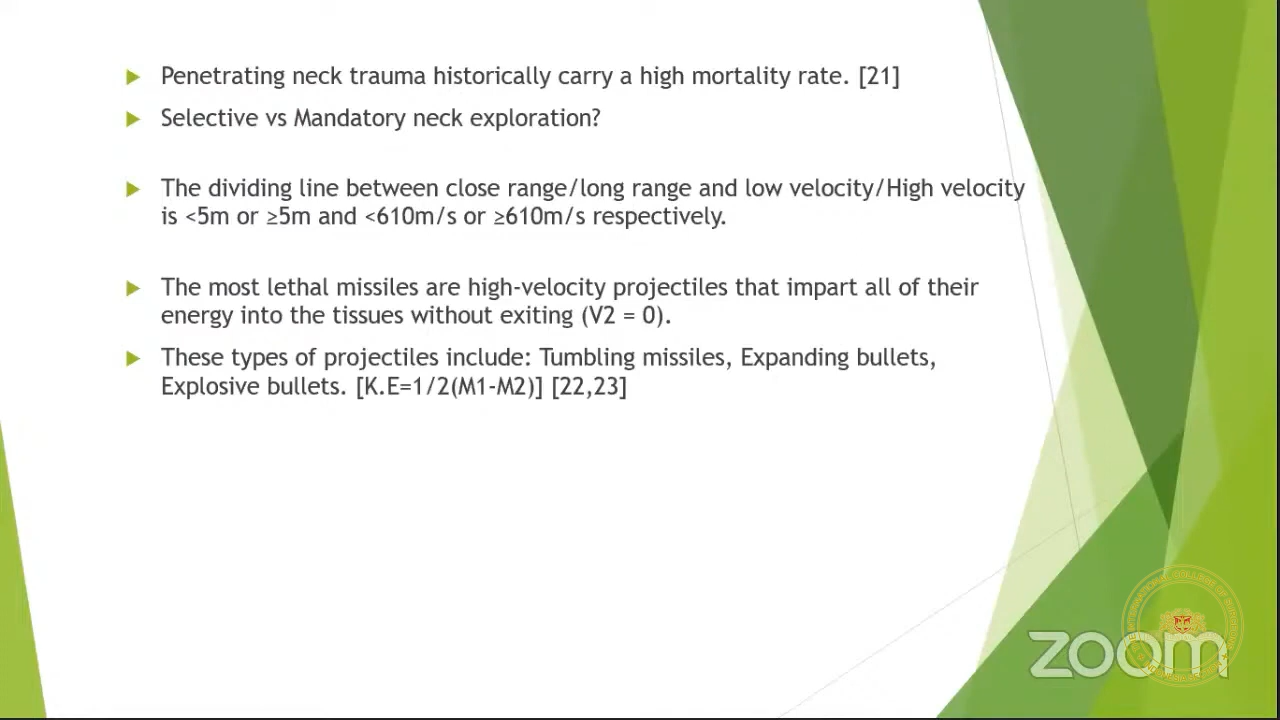 Penetrating neck trauma historically carry a high mortality rate. [21]
Selective vs Mandatory neck exploration?
The dividing line between close range/long range and low velocity/High velocity
is <5m or ≥5m and <610m/s or ≥610m/s respectively.
The most lethal missiles are high-velocity projectiles that impart all of their
energy into the tissues without exiting (V2 = 0).
These types of projectiles include: Tumbling missiles, Expanding bullets,
Explosive bullets. [K.E=1/2(M1-M2)] [22,23]
INTERNATIONAL COLLEGE OF
zoom